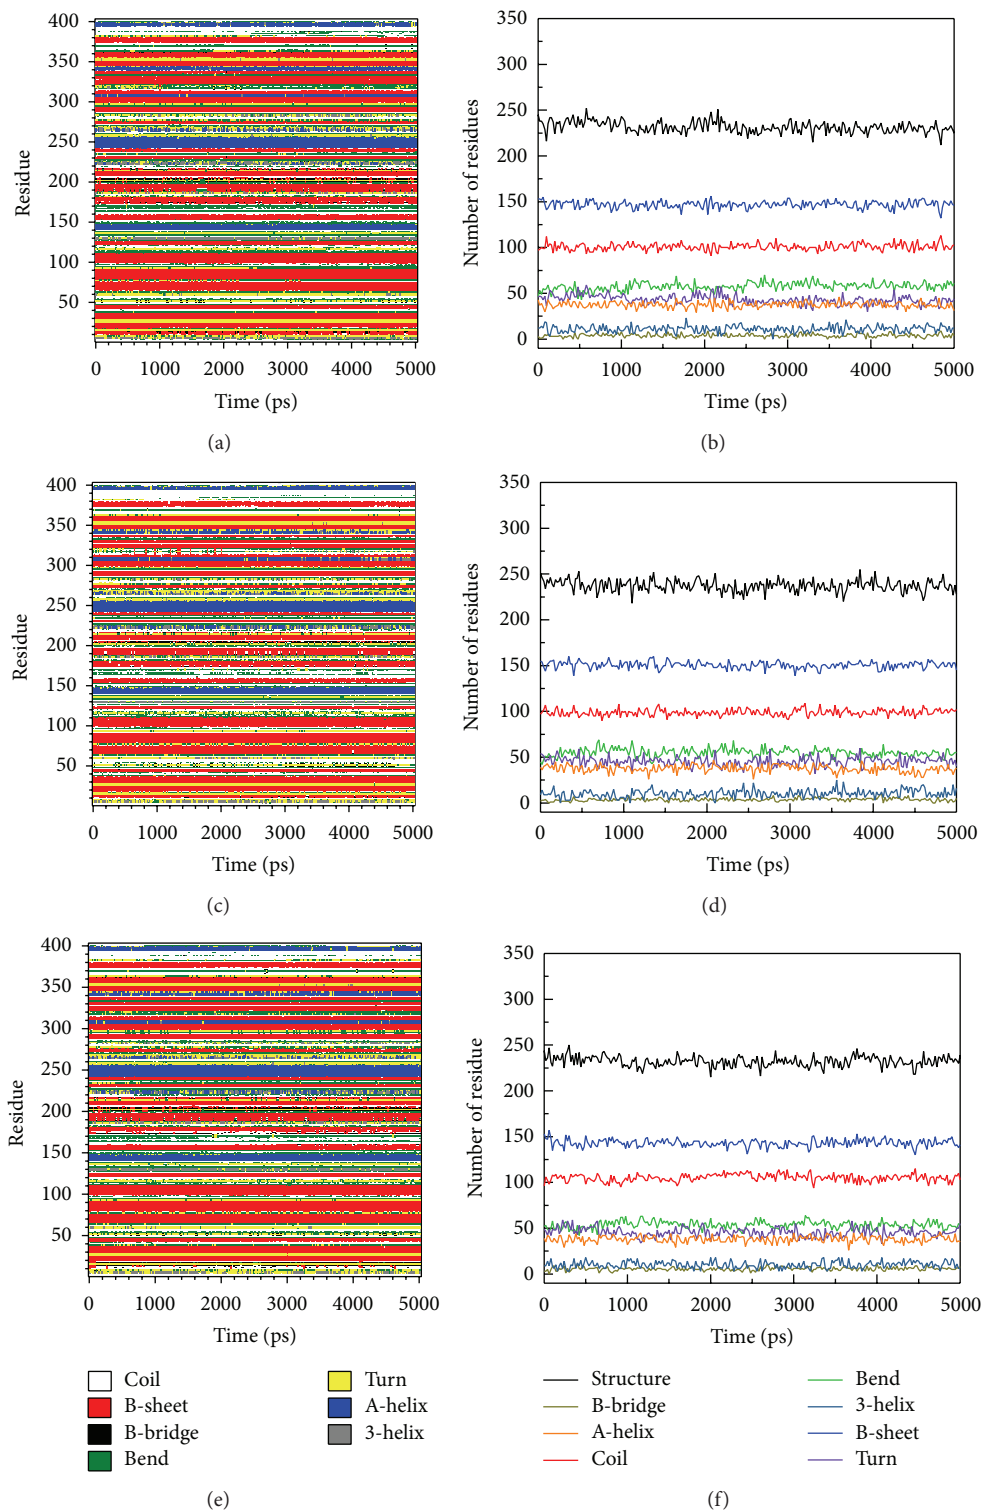 400
350
300
250
200
150
100
50
Residue
0 1000 2000 3000 4000 5000
Time (ps)
(a)
350
300
250
200
150
100
50
0
Number of residues
0 1000 2000 3000 4000 5000
Time (ps)
(b)
400
350
300
250
200
150
100
50
Residue
0 1000 2000 3000 4000 5000
Time (ps)
(c)
350
300
250
200
150
100
50
0
Number of residues
0 1000 2000 3000 4000 5000
Time (ps)
(d)
400
350
300
250
200
150
100
50
Residue
0 1000 2000 3000 4000 5000
Time (ps)
Coil
B-sheet
B-bridge
Bend
Turn
A-helix
3-helix
(e)
350
300
250
200
150
100
50
0
Number of residue
0 1000 2000 3000 4000 5000
Time (ps)
Structure
B-bridge
A-helix
Coil
Bend
3-helix
B-sheet
Turn
(f)